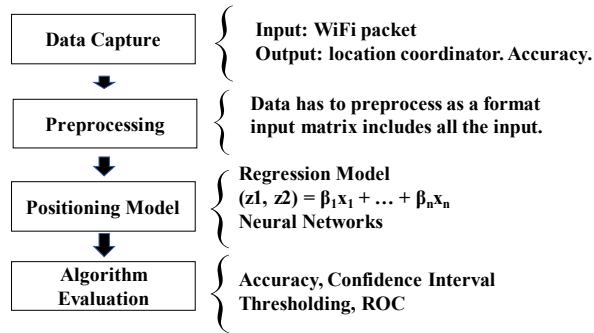 Data Capture
Input: WiFi packet
Output: location coordinator. Accuracy.
Preprocessing
Data has to preprocess as a format
input matrix includes all the input.
Positioning Model
Regression Model
(z1, z2) = β₁x₁ + … + βₙxₙ
Neural Networks
Algorithm
Evaluation
Accuracy, Confidence Interval
Thresholding, ROC